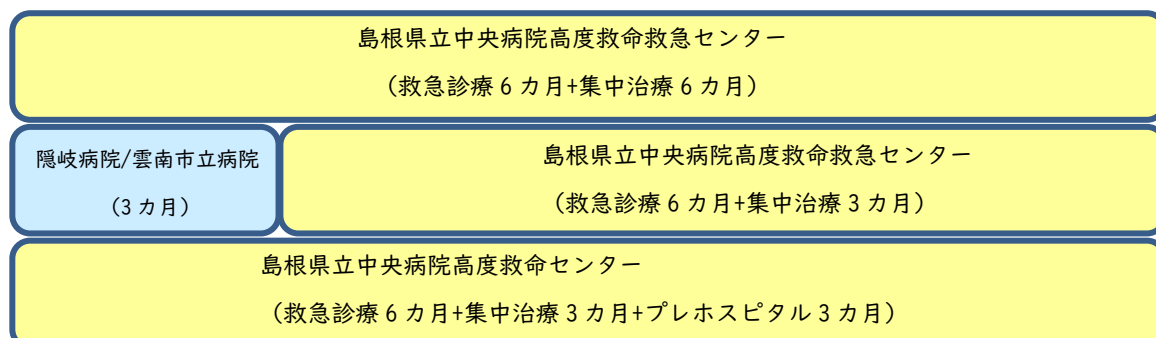 島根県立中央病院高度救命救急センター
（救急診療６カ月+集中治療６カ月）
隠岐病院/雲南市立病院
（3カ月）
島根県立中央病院高度救命救急センター
（救急診療６カ月+集中治療３カ月）
島根県立中央病院高度救命センター
（救急診療６カ月+集中治療３カ月+プレホスピタル３カ月）